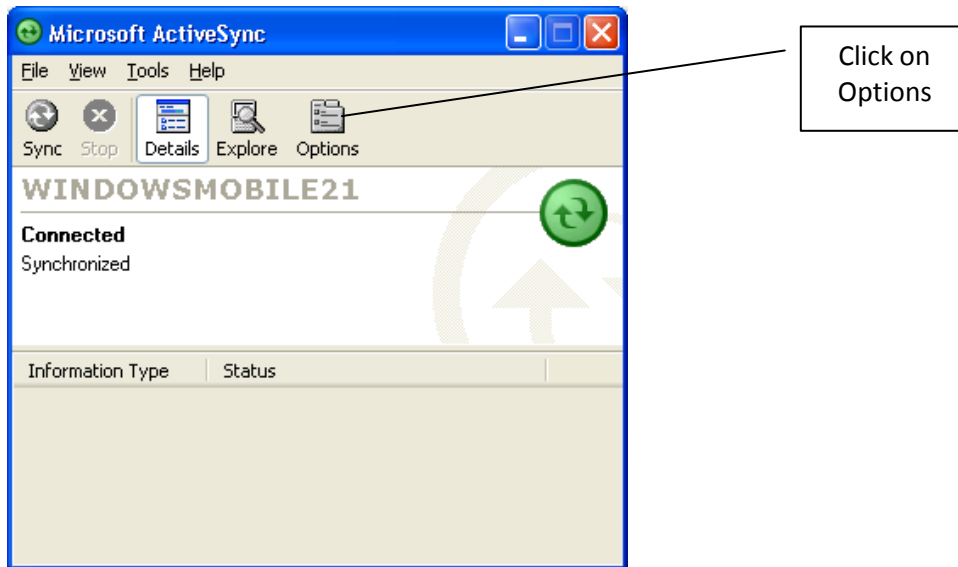 Microsoft ActiveSync
File View Tools Help
Sync Stop Details Explore Options
WINDOWSMOBILE21
Connected
Synchronized
Information Type Status
Click on
Options